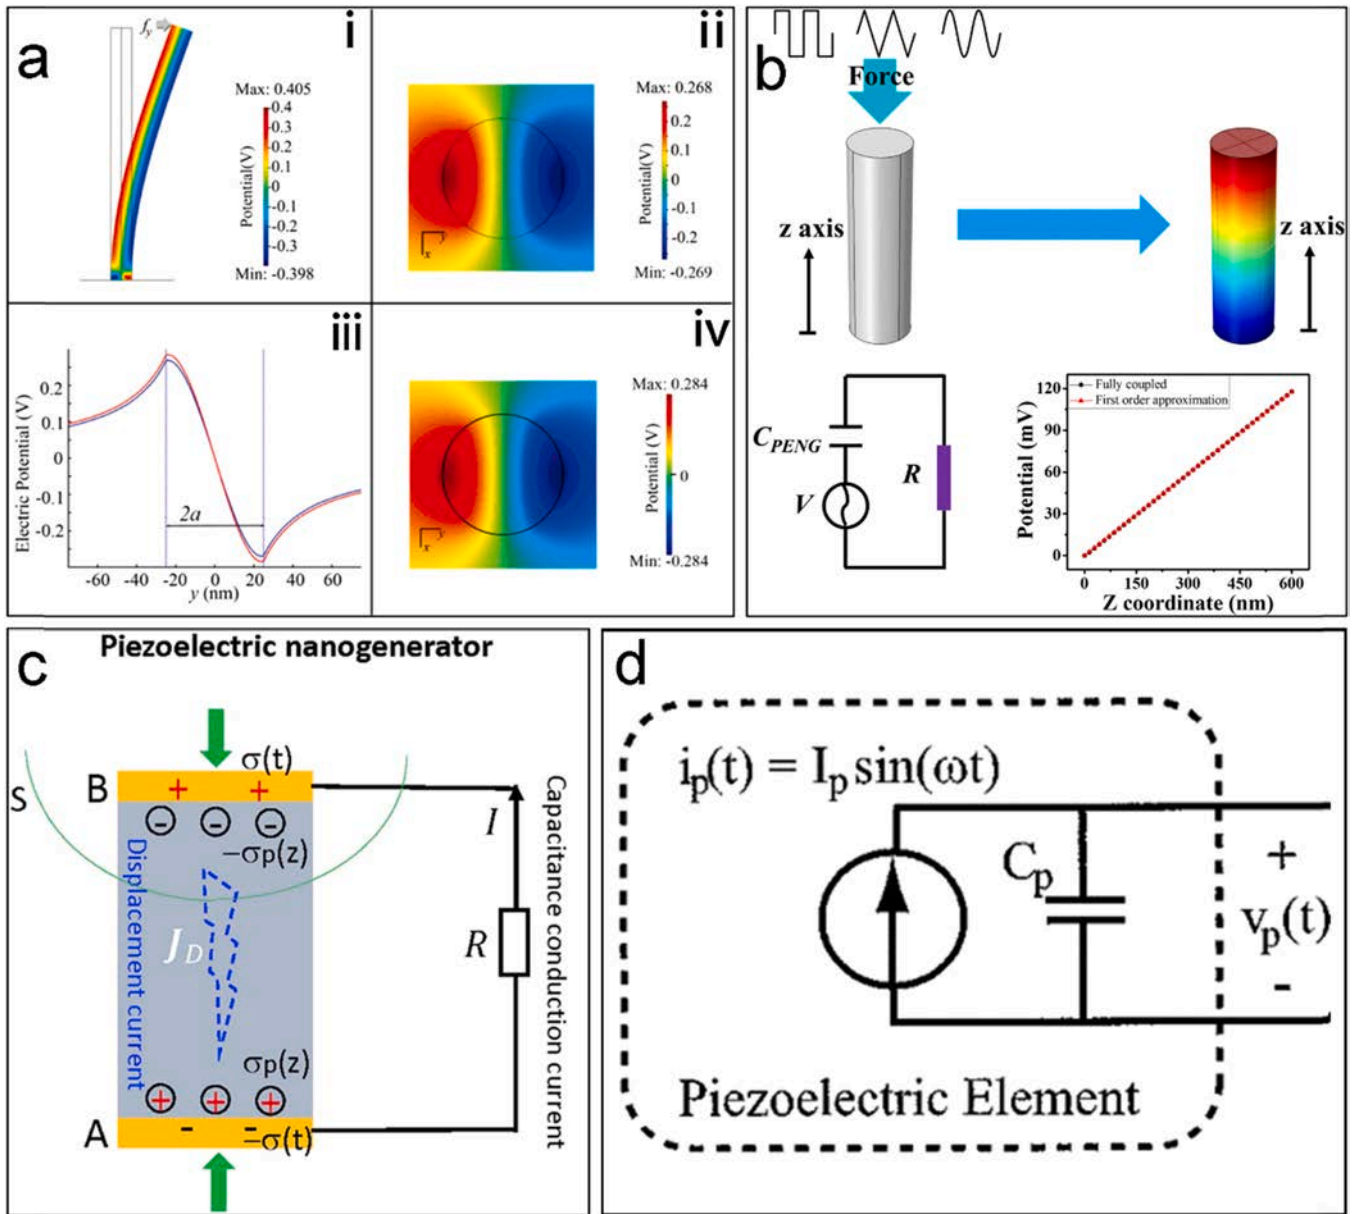 a
i
f_y
Max: 0.405
0.4
0.3
0.2
0.1
0
-0.1
-0.2
-0.3
Min: -0.398
Potential(V)
ii
Max: 0.268
0.2
0.1
0
-0.1
-0.2
Min: -0.269
Potential(V)
y
x
iii
Electric Potential (V)
0.2
0.1
0
-0.1
-0.2
2a
-60 -40 -20 0 20 40 60
y (nm)
iv
Max: 0.284
0
Min: -0.284
Potential (V)
y
x
b
Force
z axis
z axis
C_PENG
V
R
Fully coupled
First order approximation
Potential (mV)
120
90
60
30
0
0 150 300 450 600
Z coordinate (nm)
c
Piezoelectric nanogenerator
S
B
σ(t)
+ +
- - -
-σp(z)
Displacement current
J_D
I
R
Capacitance conduction current
σp(z)
+ + +
A
- -
-σ(t)
d
i_p(t) = I_p sin(ωt)
C_p
+
v_p(t)
-
Piezoelectric Element